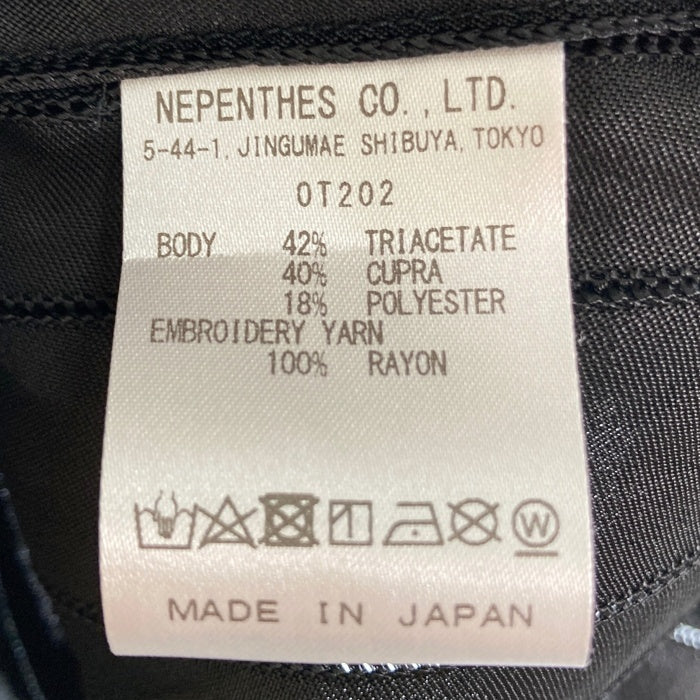 NEPENTHES CO.,LTD.
5-44-1, JINGUMAE SHIBUYA, TOKYO
OT202
BODY 42% TRIACETATE
40% CUPRA
18% POLYESTER
EMBROIDERY YARN
100% RAYON
W
MADE IN JAPAN